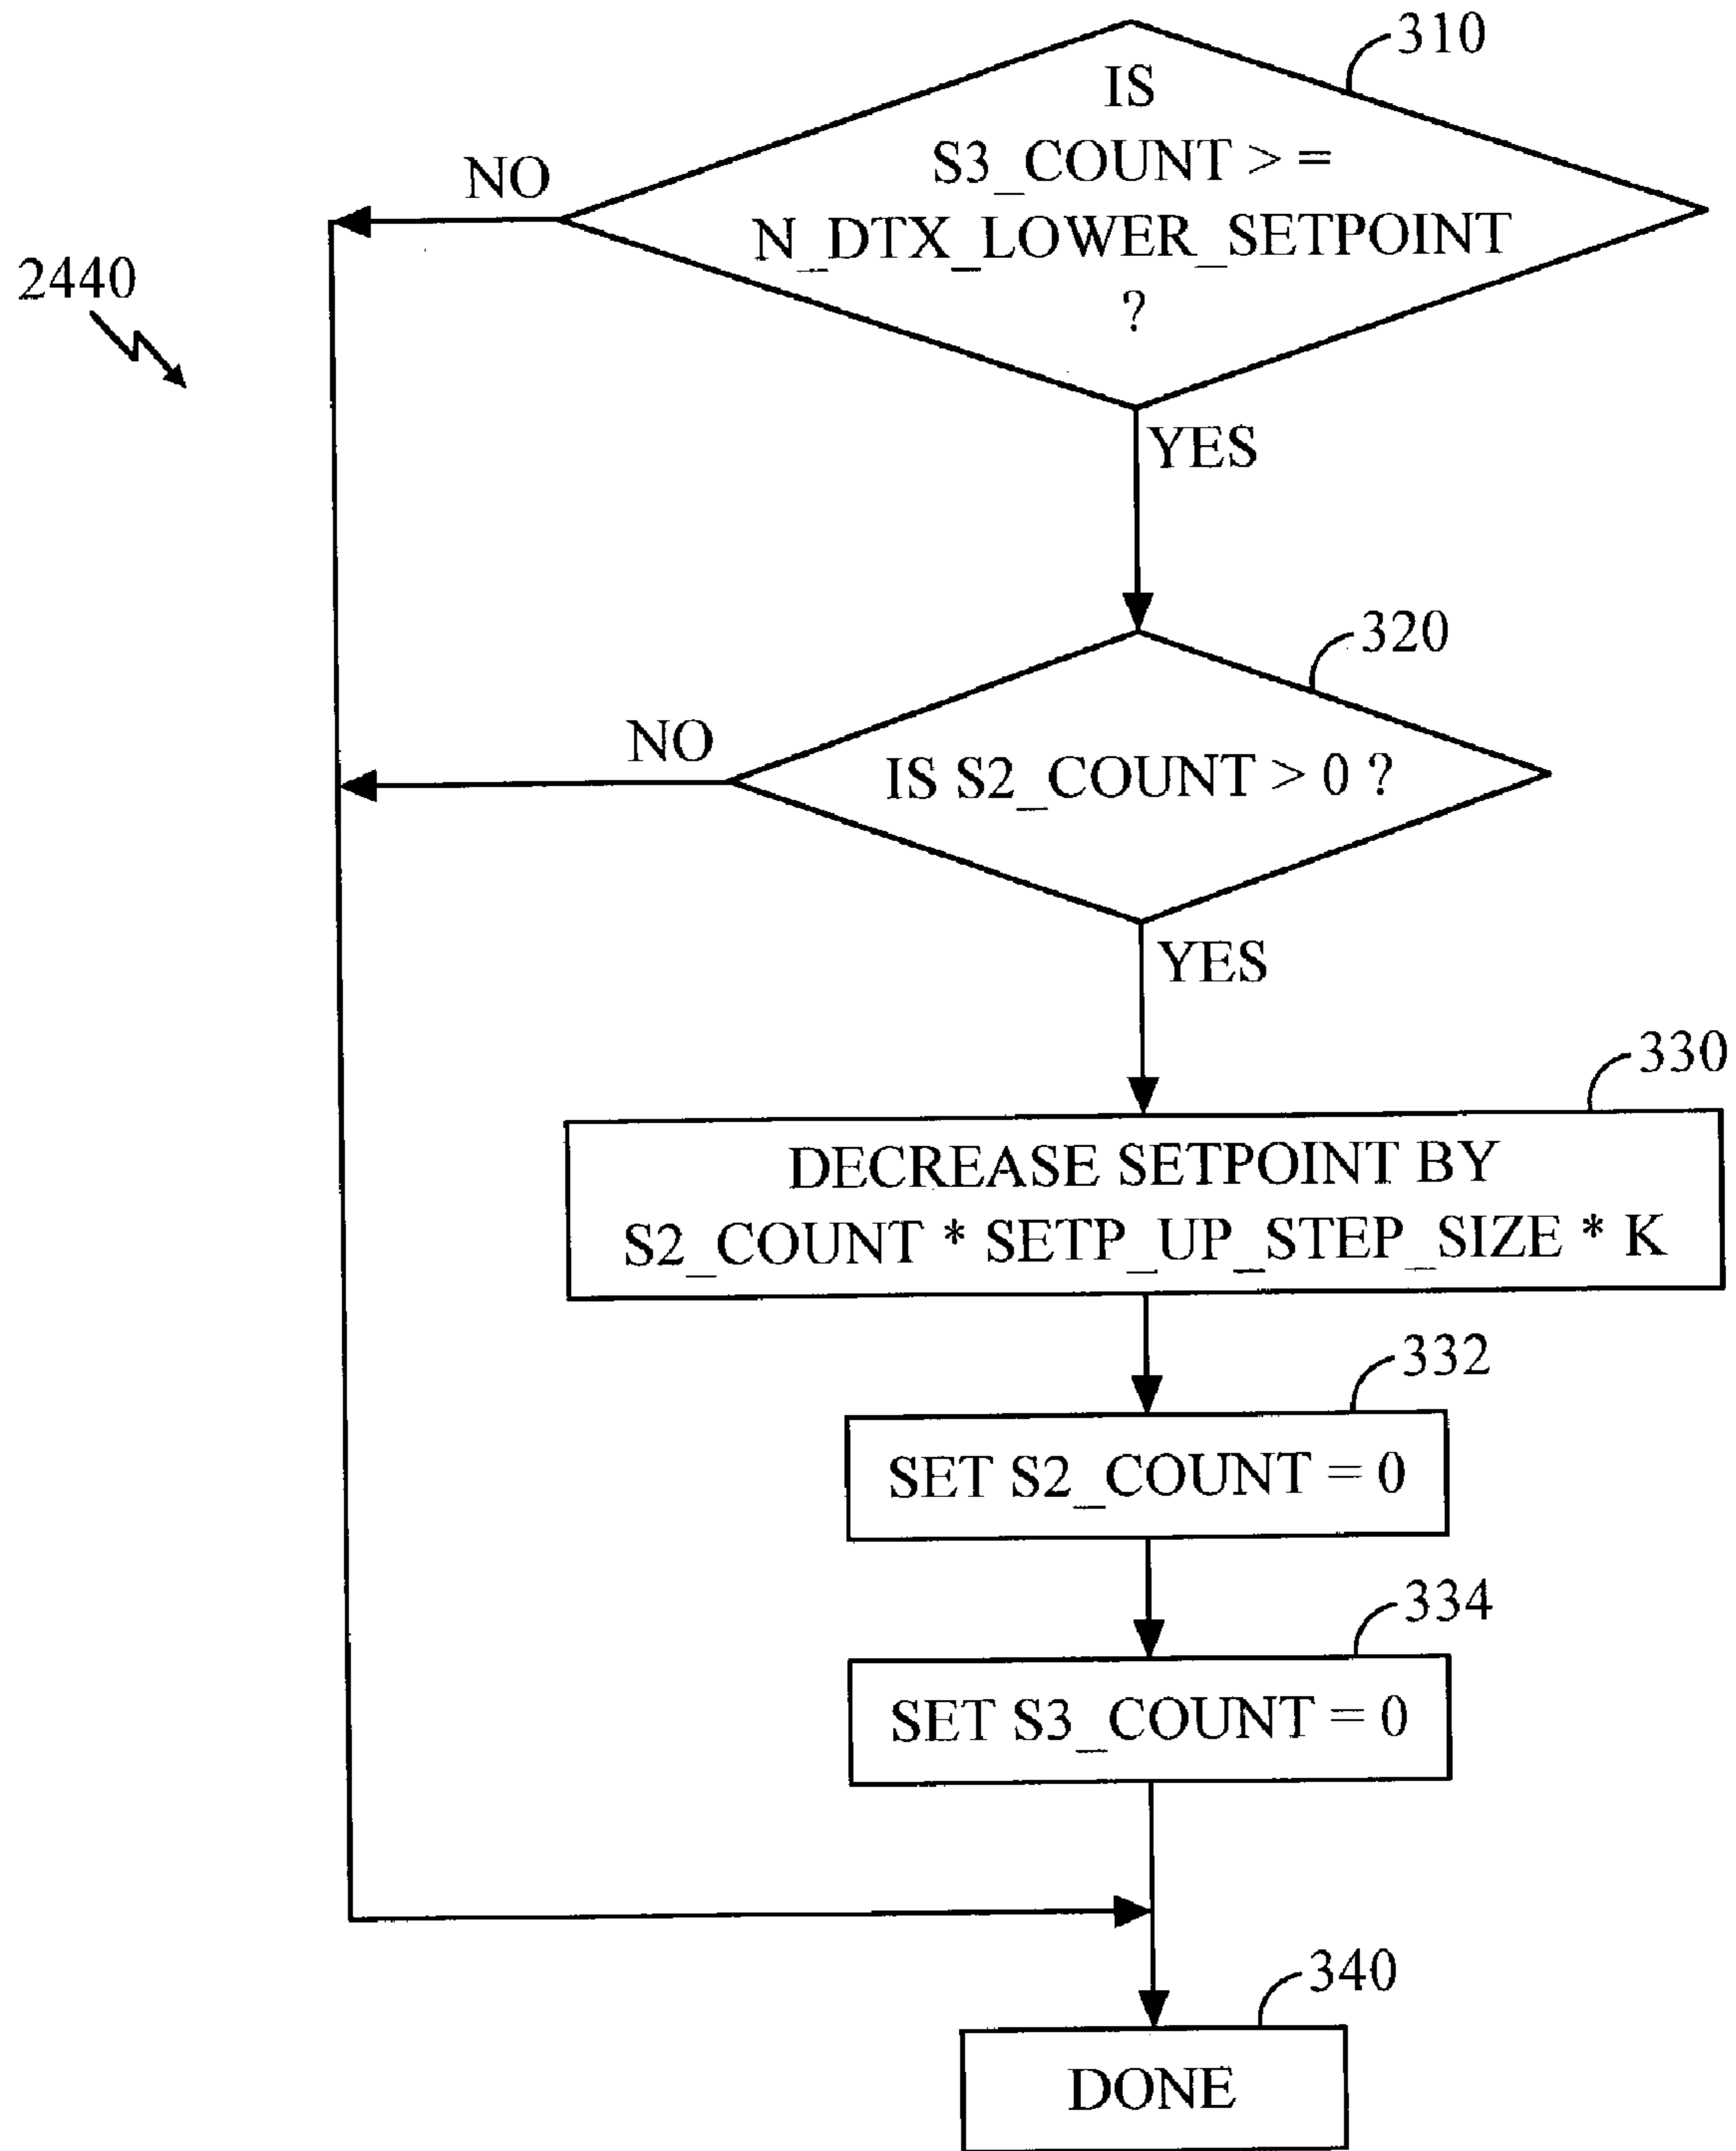 310
IS
S3_COUNT > =
N_DTX_LOWER_SETPOINT
?
NO
2440
YES
320
NO
IS S2_COUNT > 0 ?
YES
330
DECREASE SETPOINT BY
S2_COUNT * SETP_UP_STEP_SIZE * K
332
SET S2_COUNT = 0
334
SET S3_COUNT = 0
340
DONE